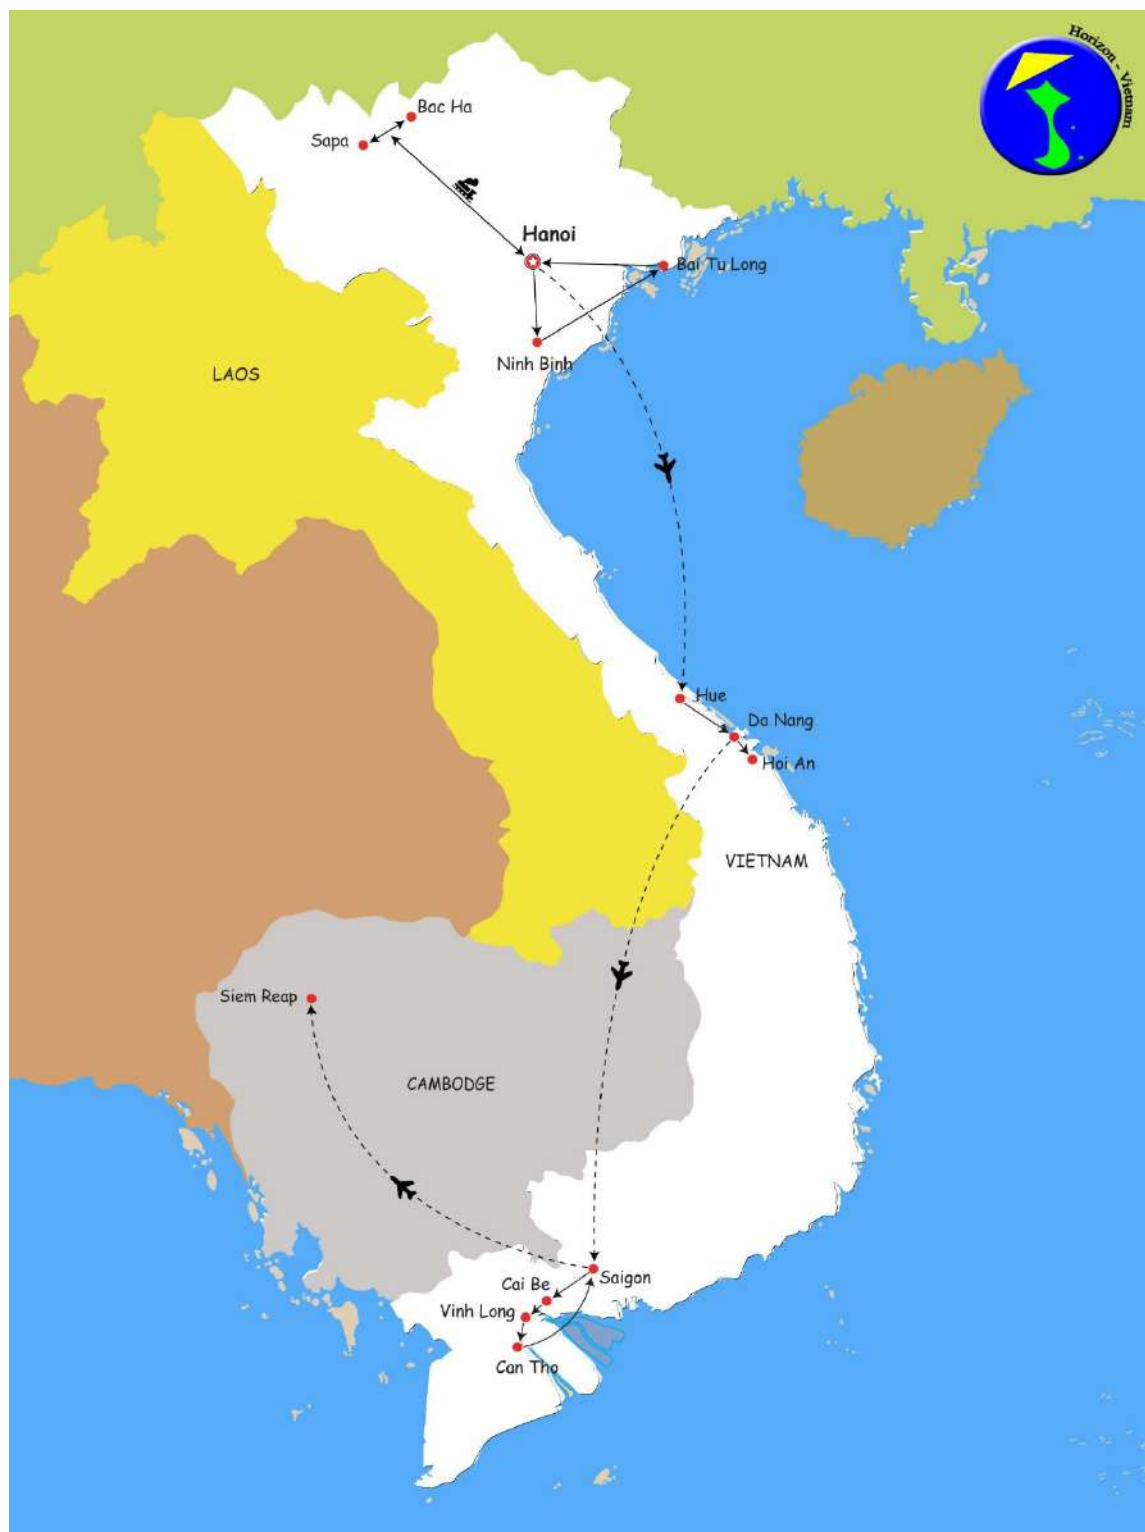 Horizon - Vietnam
Bac Ha
Sapa
Hanoi
Bai Tu Long
Ninh Binh
LAOS
Hue
Da Nang
Hoi An
VIETNAM
Siem Reap
CAMBODGE
Saigon
Cai Be
Vinh Long
Can Tho